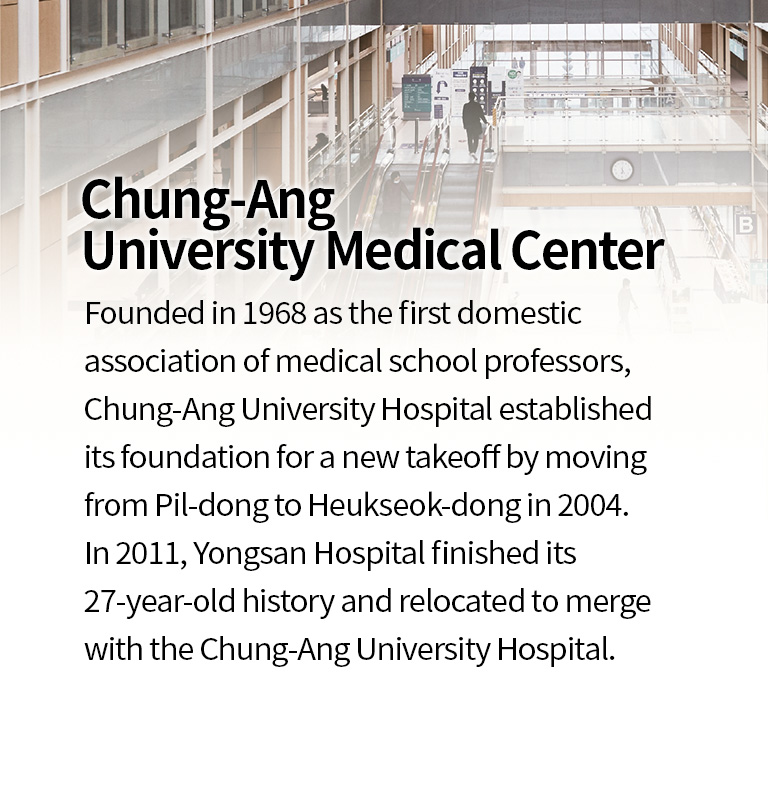 Chung-Ang
University Medical Center
Founded in 1968 as the first domestic
association of medical school professors,
Chung-Ang University Hospital established
its foundation for a new takeoff by moving
from Pil-dong to Heukseok-dong in 2004.
In 2011, Yongsan Hospital finished its
27-year-old history and relocated to merge
with the Chung-Ang University Hospital.
B